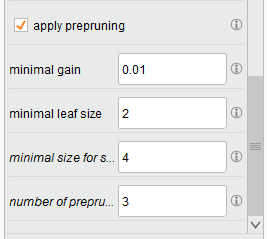 apply prepruning
minimal gain 0.01
minimal leaf size 2
minimal size for s... 4
number of prepru... 3